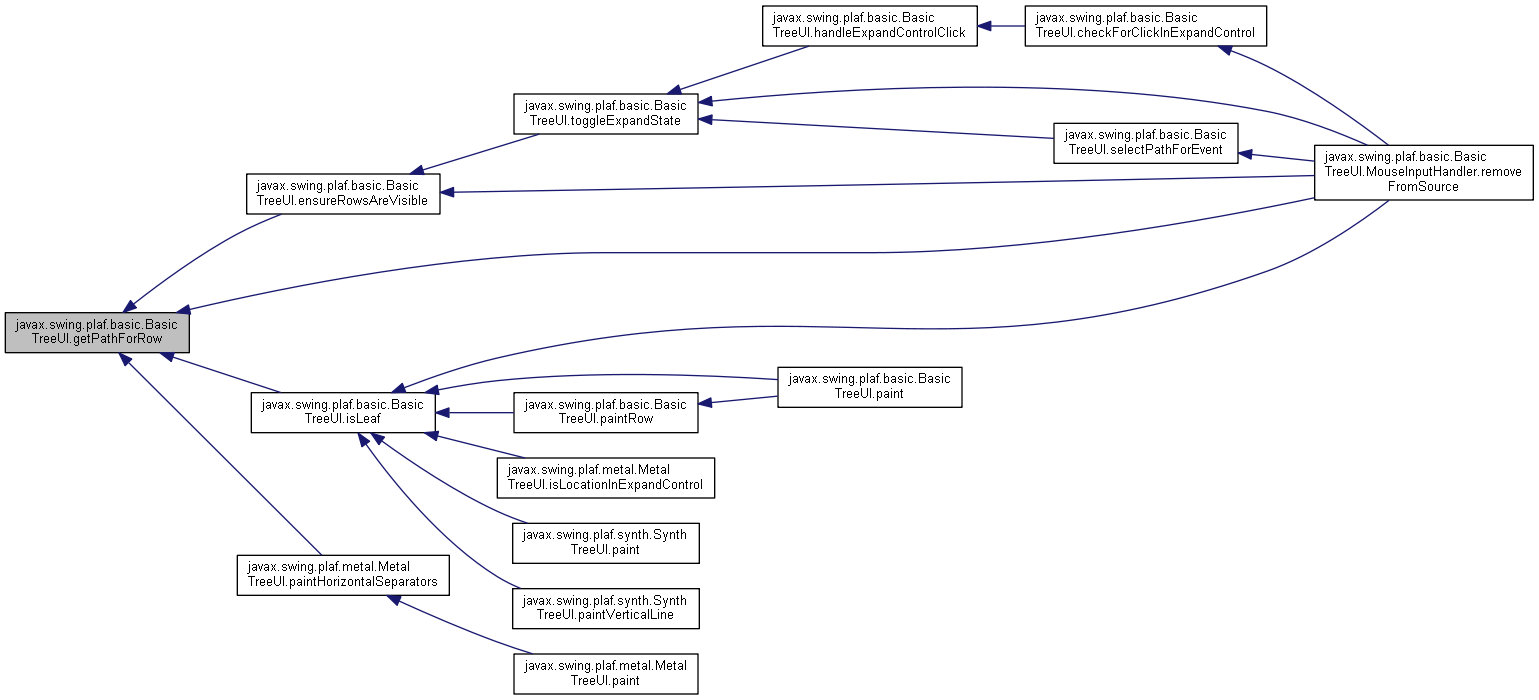 javax.swing.plaf.basic.Basic
TreeUI.handleExpandControlClick
javax.swing.plaf.basic.Basic
TreeUI.checkForClickInExpandControl
javax.swing.plaf.basic.Basic
TreeUI.toggleExpandState
javax.swing.plaf.basic.Basic
TreeUI.selectPathForEvent
javax.swing.plaf.basic.Basic
TreeUI.MouseInputHandler.remove
FromSource
javax.swing.plaf.basic.Basic
TreeUI.ensureRowsAreVisible
javax.swing.plaf.basic.Basic
TreeUI.getPathForRow
javax.swing.plaf.basic.Basic
TreeUI.isLeaf
javax.swing.plaf.basic.Basic
TreeUI.paintRow
javax.swing.plaf.basic.Basic
TreeUI.paint
javax.swing.plaf.metal.Metal
TreeUI.isLocationInExpandControl
javax.swing.plaf.synth.Synth
TreeUI.paint
javax.swing.plaf.metal.Metal
TreeUI.paintHorizontalSeparators
javax.swing.plaf.synth.Synth
TreeUI.paintVerticalLine
javax.swing.plaf.metal.Metal
TreeUI.paint